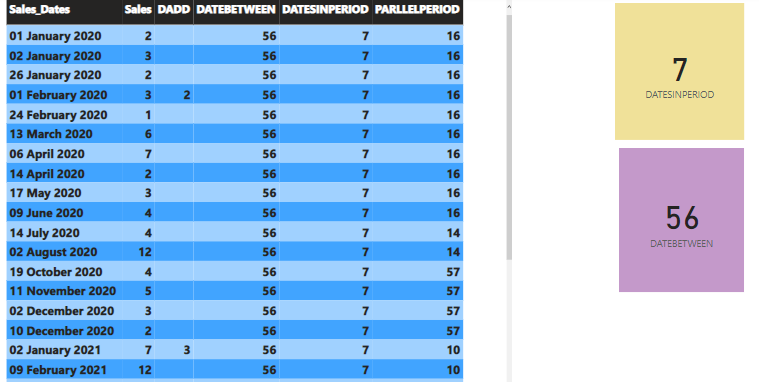 Sales_Dates Sales DADD DATEBETWEEN DATESINPERIOD PARLLELPERIOD
01 January 2020 2 56 7 16
02 January 2020 3 56 7 16
26 January 2020 2 56 7 16
01 February 2020 3 2 56 7 16
24 February 2020 1 56 7 16
13 March 2020 6 56 7 16
06 April 2020 7 56 7 16
14 April 2020 2 56 7 16
17 May 2020 3 56 7 16
09 June 2020 4 56 7 16
14 July 2020 4 56 7 14
02 August 2020 12 56 7 14
19 October 2020 4 56 7 57
11 November 2020 5 56 7 57
02 December 2020 3 56 7 57
10 December 2020 2 56 7 57
02 January 2021 7 3 56 7 10
09 February 2021 12 56 7 10
7
DATESINPERIOD
56
DATEBETWEEN